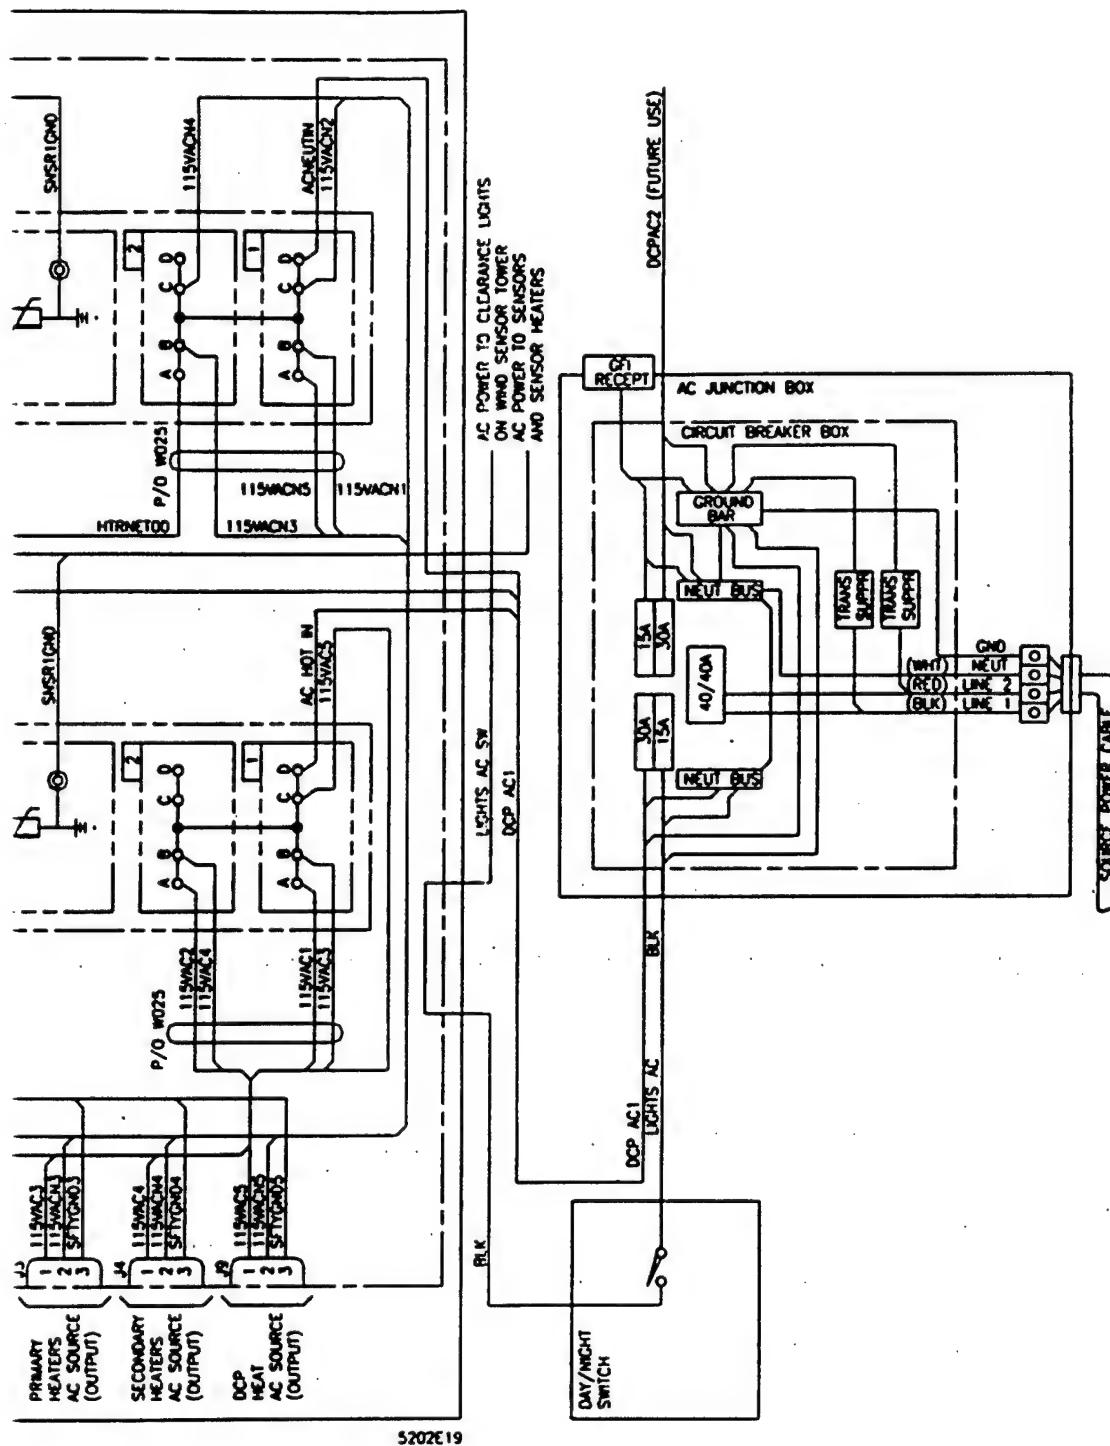 SNSR1GND
115VACN4
ACNEUTIN
115VACN2
2
1
A B C D
A B C D
P/O W0251
115VACN5
115VACN1
HTRNET00
115VACN3
AC POWER TO CLEARANCE LIGHTS
ON WIND SENSOR TOWER
AC POWER TO SENSORS
AND SENSOR HEATERS
DCPAC2 (FUTURE USE)
GFI
RECEPT
AC JUNCTION BOX
CIRCUIT BREAKER BOX
GROUND
BAR
NEUT BUS
TRANS
SUPPR
TRANS
SUPPR
15A
30A
40/40A
30A
15A
NEUT BUS
GND
(WHT) NEUT
(RED) LINE 2
(BLK) LINE 1
SOURCE POWER CABLE
SNSR1GND
AC HOT IN
115VAC5
2
1
A B C D
A B C D
115VAC2
115VAC4
115VAC1
115VAC3
P/O W025
LIGHTS AC SW
DCP AC1
BLK
DCP AC1
LIGHTS AC
115VAC3
115VACN3
SFTYGND3
115VAC4
115VACN4
SFTYGND4
115VAC5
115VACN5
SFTYGND5
J3
1
2
3
J4
1
2
3
J9
1
2
3
BLK
PRIMARY
HEATERS
AC SOURCE
(OUTPUT)
SECONDARY
HEATERS
AC SOURCE
(OUTPUT)
DCP
HEAT
AC SOURCE
(OUTPUT)
DAY/NIGHT
SWITCH
5202E19